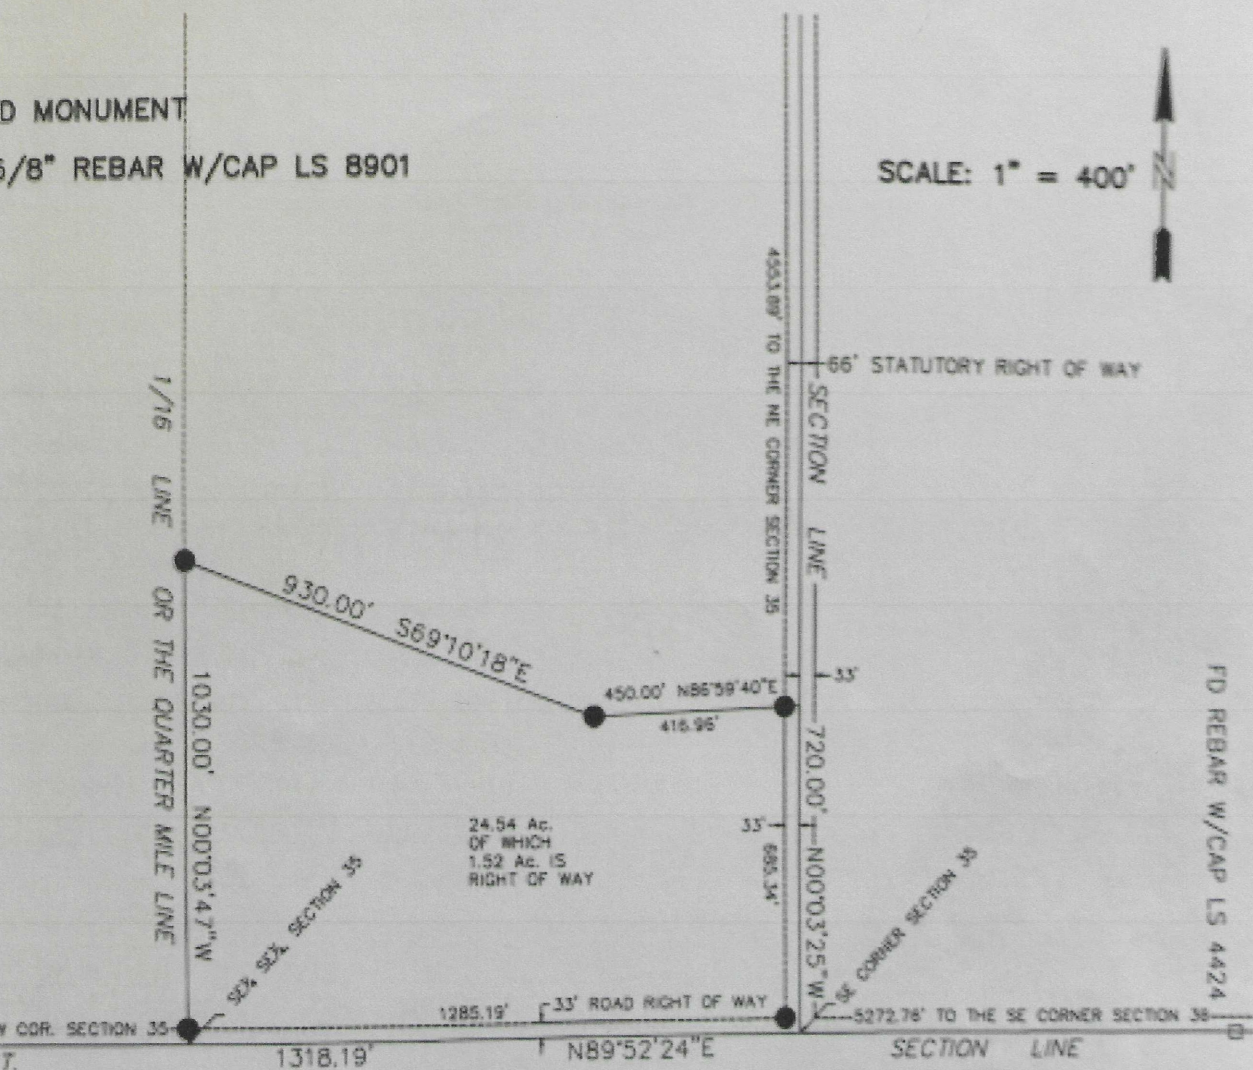 D MONUMENT
/8" REBAR W/CAP LS 8901
SCALE: 1" = 400'
N
4553.89' TO THE NE CORNER SECTION 35
66' STATUTORY RIGHT OF WAY
SECTION LINE
1/16 LINE OR THE QUARTER MILE LINE
930.00' S69°10'18"E
450.00' N86°59'40"E
416.96'
33'
1030.00' N00°03'47"W
720.00' N00°03'25"W
33'
685.34'
24.54 Ac.
OF WHICH
1.52 Ac. IS
RIGHT OF WAY
FD REBAR W/CAP LS 4424
SE¼ SE¼ SECTION 35
SE CORNER SECTION 35
1285.19'
33' ROAD RIGHT OF WAY
5272.76' TO THE SE CORNER SECTION 36
COR. SECTION 35
1318.19'
N89°52'24"E
SECTION LINE
T.